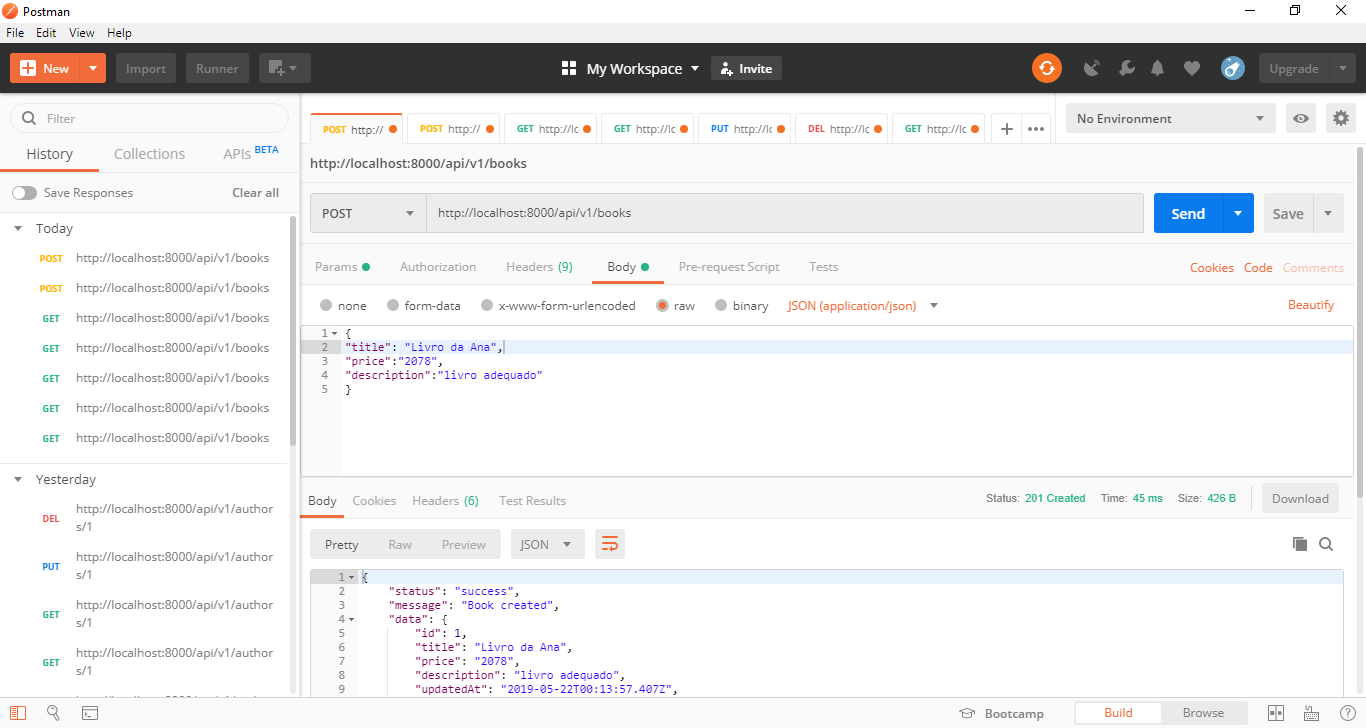 Postman
File Edit View Help
New Import Runner My Workspace Invite Upgrade
Filter
History Collections APIs BETA
Save Responses Clear all
Today
POST http://localhost:8000/api/v1/books
POST http://localhost:8000/api/v1/books
GET http://localhost:8000/api/v1/books
GET http://localhost:8000/api/v1/books
GET http://localhost:8000/api/v1/books
GET http://localhost:8000/api/v1/books
GET http://localhost:8000/api/v1/books
Yesterday
DEL http://localhost:8000/api/v1/author
s/1
PUT http://localhost:8000/api/v1/author
s/1
GET http://localhost:8000/api/v1/author
s/1
GET http://localhost:8000/api/v1/author
s/1
POST http:// POST http:// GET http://lc GET http://lc PUT http://lc DEL http://lc GET http://lc No Environment
http://localhost:8000/api/v1/books
POST http://localhost:8000/api/v1/books Send Save
Params Authorization Headers (9) Body Pre-request Script Tests Cookies Code Comments
none form-data x-www-form-urlencoded raw binary JSON (application/json) Beautify
1 {
2 "title": "Livro da Ana",
3 "price":"2078",
4 "description":"livro adequado"
5 }
Body Cookies Headers (6) Test Results Status: 201 Created Time: 45 ms Size: 426 B Download
Pretty Raw Preview JSON
1 {
2 "status": "success",
3 "message": "Book created",
4 "data": {
5 "id": 1,
6 "title": "Livro da Ana",
7 "price": "2078",
8 "description": "livro adequado",
9 "updatedAt": "2019-05-22T00:13:57.407Z",
Bootcamp Build Browse